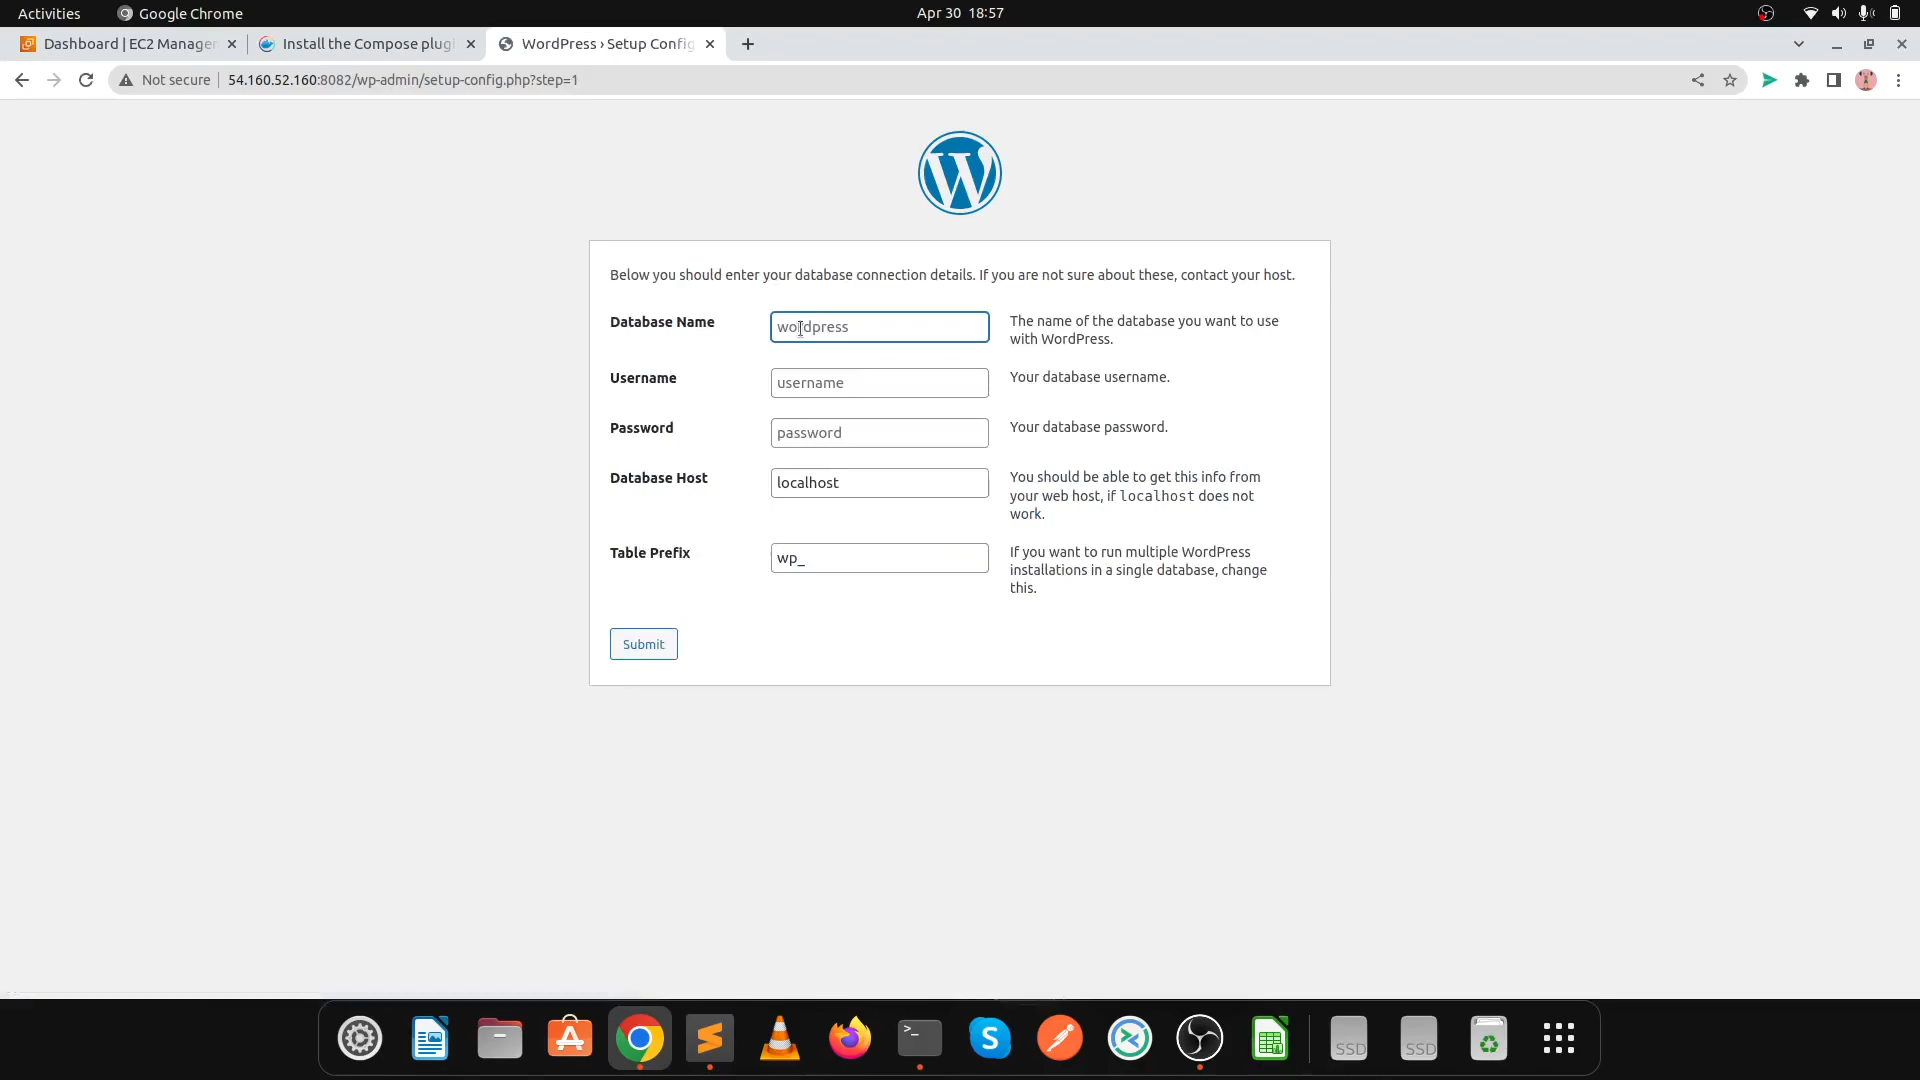 Activities
Google Chrome
Apr 30 18:57
Dashboard | EC2 Manager
Install the Compose plugi
WordPress › Setup Config
Not secure
54.160.52.160:8082/wp-admin/setup-config.php?step=1
Below you should enter your database connection details. If you are not sure about these, contact your host.
Database Name
wordpress
The name of the database you want to use
with WordPress.
Username
username
Your database username.
Password
password
Your database password.
Database Host
localhost
You should be able to get this info from
your web host, if localhost does not
work.
Table Prefix
wp_
If you want to run multiple WordPress
installations in a single database, change
this.
Submit
SSD
SSD